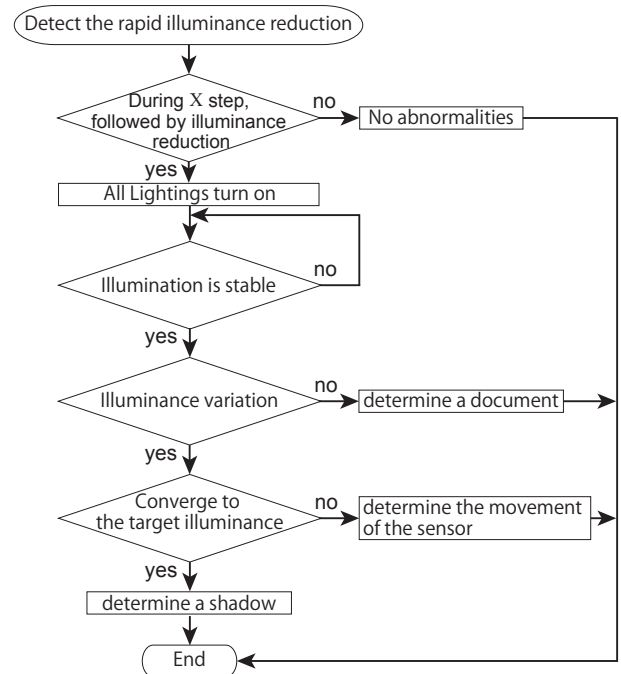 Detect the rapid illuminance reduction
During X step,
followed by illuminance
reduction
no
No abnormalities
yes
All Lightings turn on
Illumination is stable
no
yes
Illuminance variation
no
determine a document
yes
Converge to
the target illuminance
no
determine the movement
of the sensor
yes
determine a shadow
End